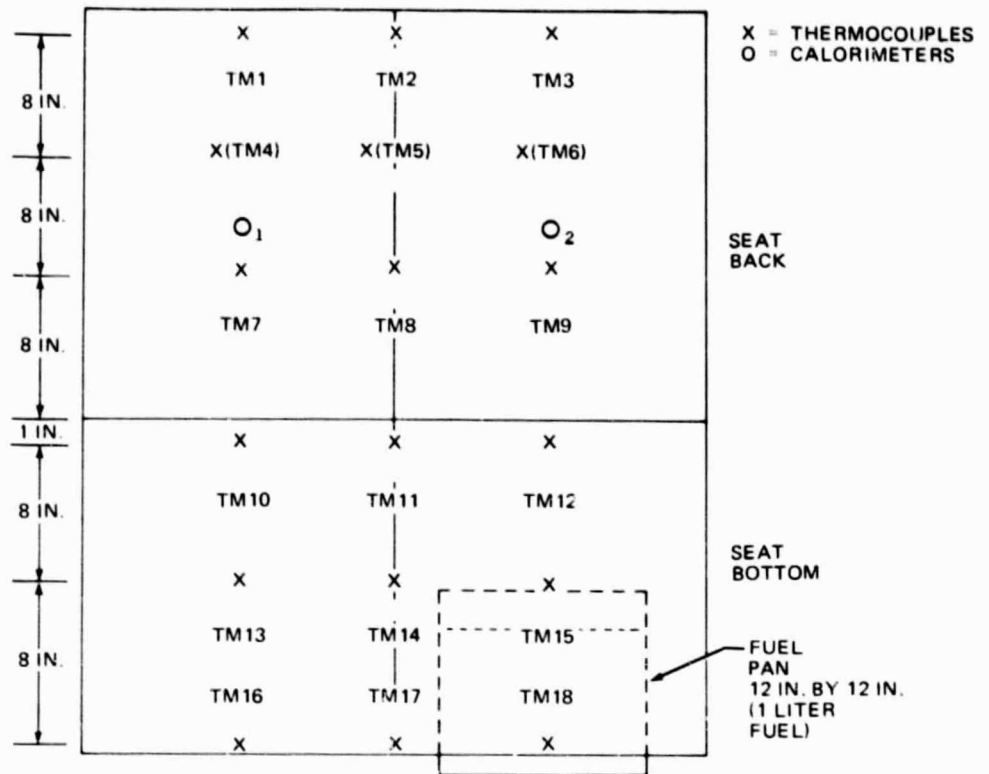 X = THERMOCOUPLES
O = CALORIMETERS
X X X
TM1 TM2 TM3
8 IN.
X(TM4) X(TM5) X(TM6)
8 IN.
O1 O2
SEAT
BACK
X X X
TM7 TM8 TM9
8 IN.
1 IN.
X X X
TM10 TM11 TM12
8 IN.
SEAT
BOTTOM
X X X
TM13 TM14 TM15
8 IN.
FUEL
PAN
12 IN. BY 12 IN.
(1 LITER
FUEL)
TM16 TM17 TM18
X X X